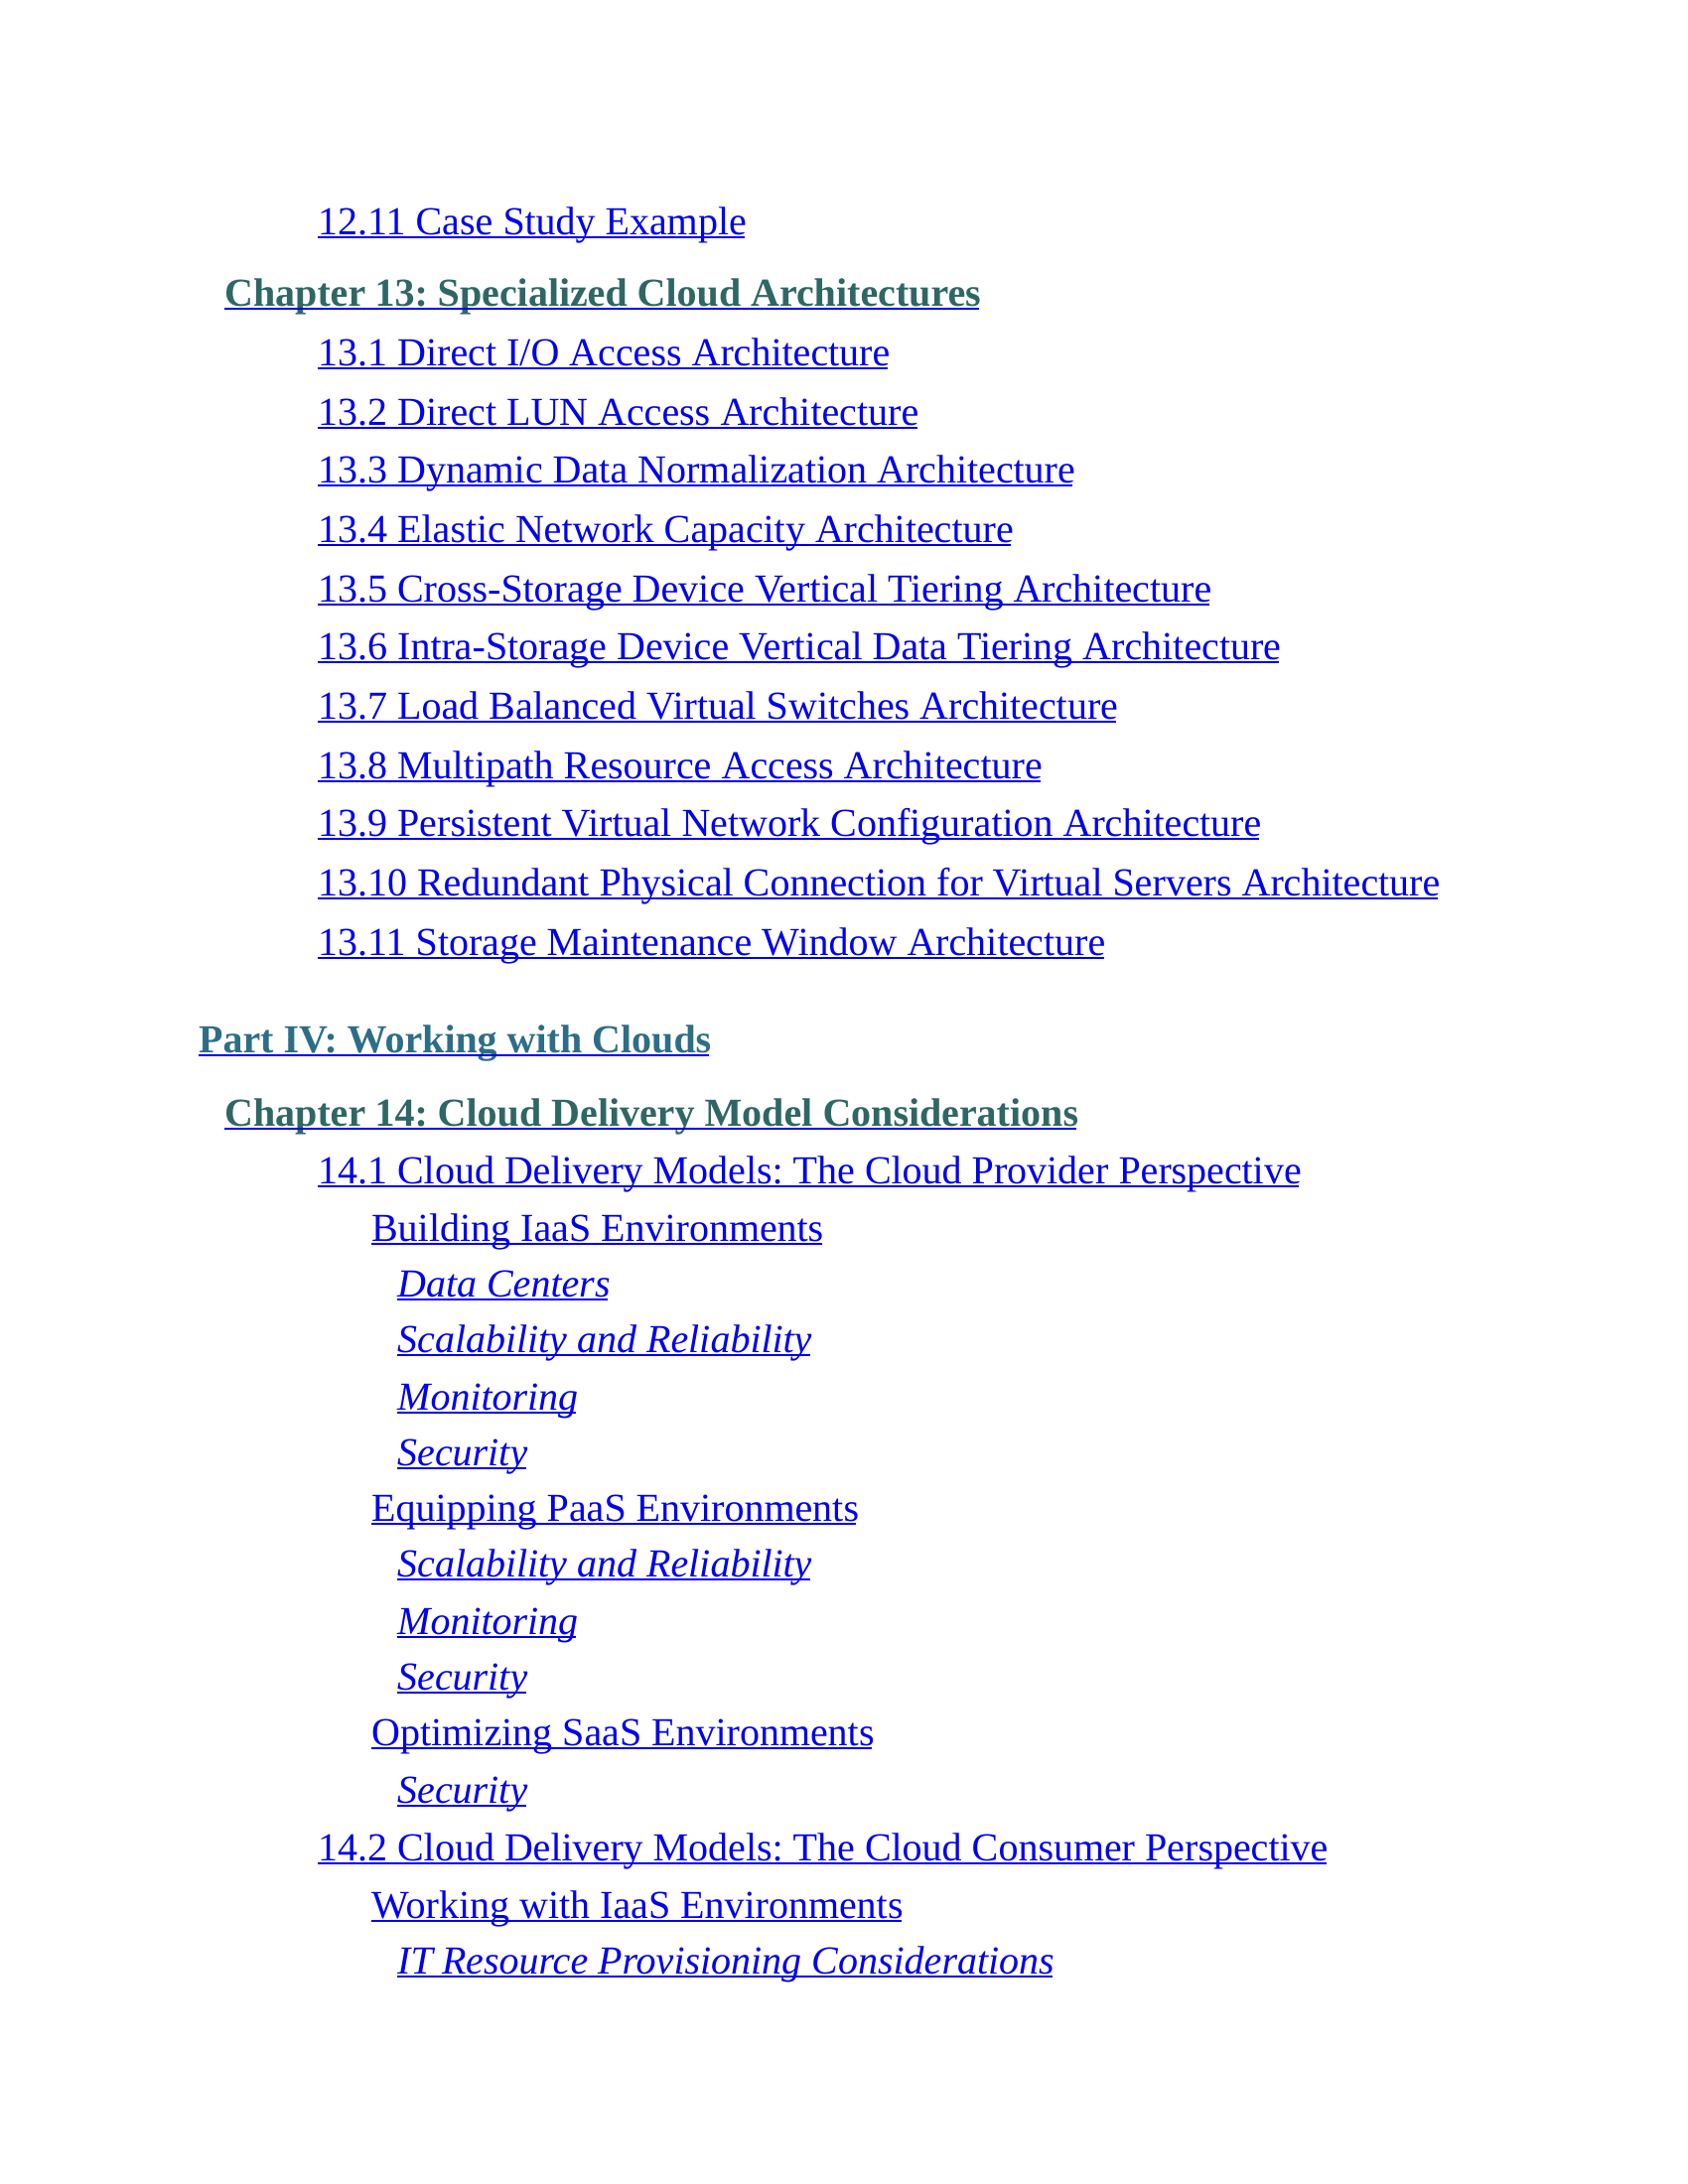 12.11 Case Study Example
Chapter 13: Specialized Cloud Architectures
13.1 Direct I/O Access Architecture
13.2 Direct LUN Access Architecture
13.3 Dynamic Data Normalization Architecture
13.4 Elastic Network Capacity Architecture
13.5 Cross-Storage Device Vertical Tiering Architecture
13.6 Intra-Storage Device Vertical Data Tiering Architecture
13.7 Load Balanced Virtual Switches Architecture
13.8 Multipath Resource Access Architecture
13.9 Persistent Virtual Network Configuration Architecture
13.10 Redundant Physical Connection for Virtual Servers Architecture
13.11 Storage Maintenance Window Architecture
Part IV: Working with Clouds
Chapter 14: Cloud Delivery Model Considerations
14.1 Cloud Delivery Models: The Cloud Provider Perspective
Building IaaS Environments
Data Centers
Scalability and Reliability
Monitoring
Security
Equipping PaaS Environments
Scalability and Reliability
Monitoring
Security
Optimizing SaaS Environments
Security
14.2 Cloud Delivery Models: The Cloud Consumer Perspective
Working with IaaS Environments
IT Resource Provisioning Considerations